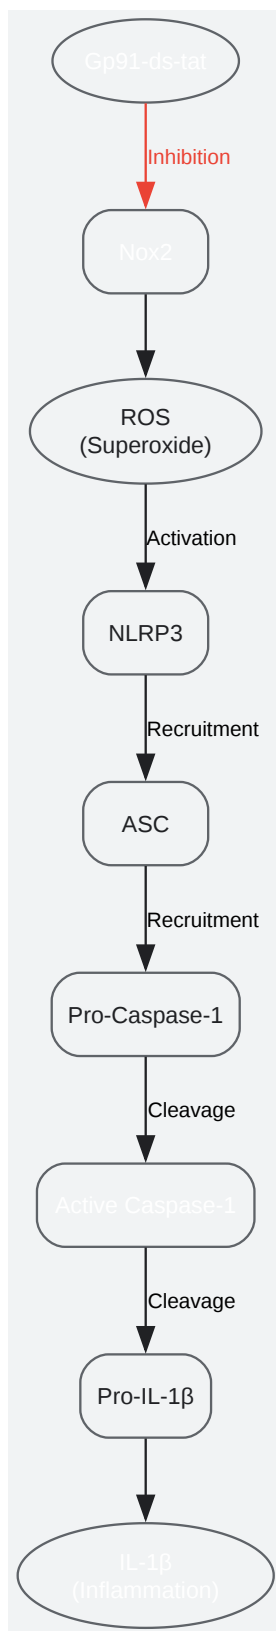 Gp91-ds-tat
Inhibition
Nox2
ROS
(Superoxide)
Activation
NLRP3
Recruitment
ASC
Recruitment
Pro-Caspase-1
Cleavage
Active Caspase-1
Cleavage
Pro-IL-1β
IL-1β
(Inflammation)